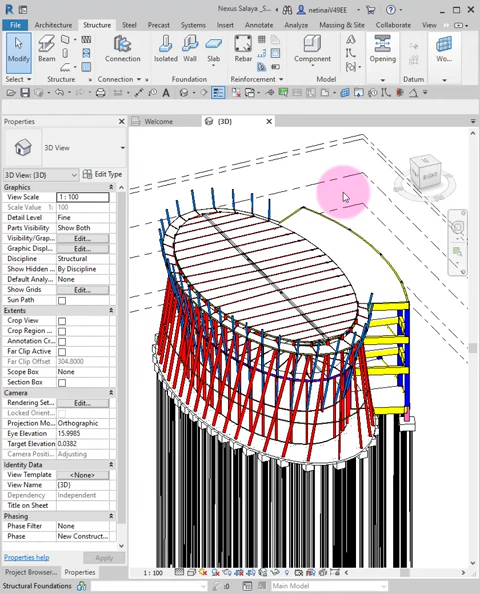 Nexus Salaya _S...
netinaiV49EE
File Architecture Structure Steel Precast Systems Insert Annotate Analyze Massing & Site Collaborate View
Modify Beam Connection Isolated Wall Slab Rebar Component Opening Wo...
Select Structure Connection Foundation Reinforcement Model Datum
Properties
Welcome
{3D}
3D View
3D View: {3D} Edit Type
Graphics
View Scale 1 : 100
Scale Value 1: 100
Detail Level Fine
Parts Visibility Show Both
Visibility/Grap... Edit...
Graphic Displ... Edit...
Discipline Structural
Show Hidden ... By Discipline
Default Analy... None
Show Grids Edit...
Sun Path
Extents
Crop View
Crop Region ...
Annotation Cr...
Far Clip Active
Far Clip Offset 304.8000
Scope Box None
Section Box
Camera
Rendering Set... Edit...
Locked Orient...
Projection Mo... Orthographic
Eye Elevation 15.9985
Target Elevation 0.0382
Camera Positi... Adjusting
Identity Data
View Template <None>
View Name {3D}
Dependency Independent
Title on Sheet
Phasing
Phase Filter None
Phase New Construct...
Properties help Apply
Project Browser... Properties
1 : 100
Structural Foundations
:0
Main Model
RIGHT